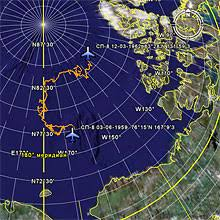 N87°30'
СП-8 12-03-1962
N82°30'
W110°
W130°
N77°30'
СП-8 03-06-1959, 76°15'N 167°9'З
W150°
E170°
W170°
180° меридиан
N72°30'